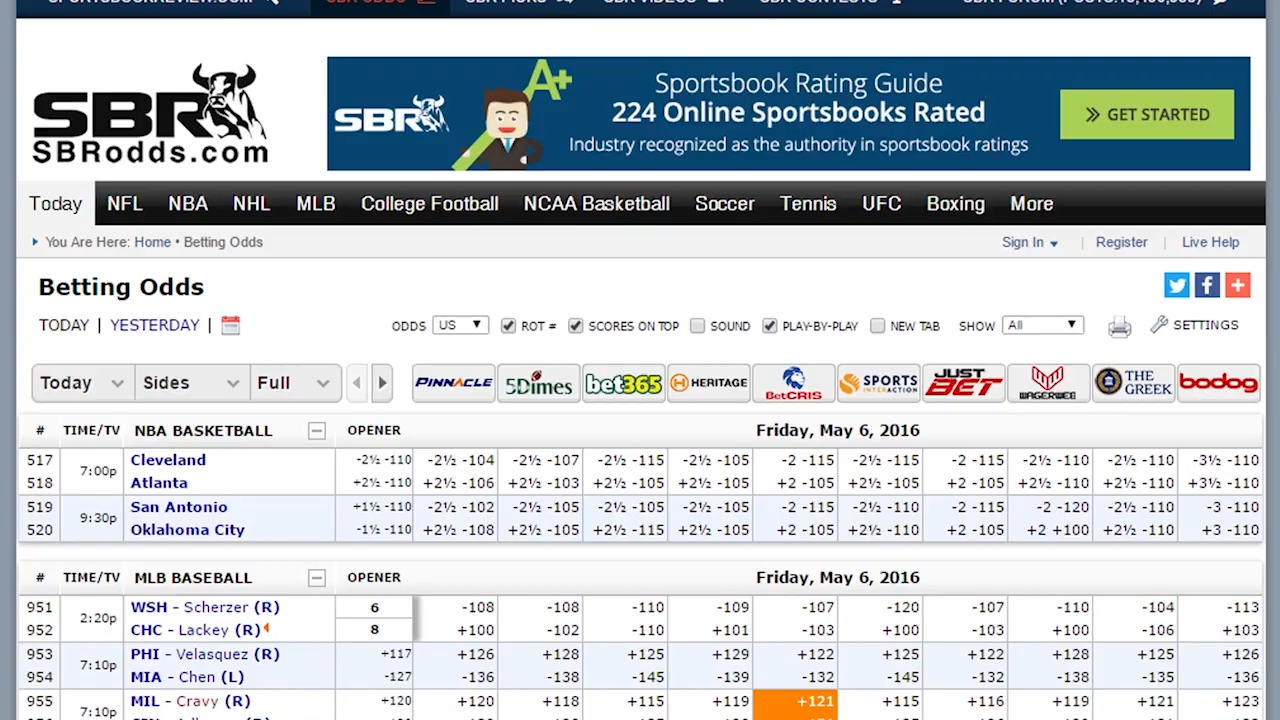 SBR
SBRodds.com
SBR
A+
Sportsbook Rating Guide
224 Online Sportsbooks Rated
Industry recognized as the authority in sportsbook ratings
GET STARTED
Today NFL NBA NHL MLB College Football NCAA Basketball Soccer Tennis UFC Boxing More
You Are Here: Home • Betting Odds Sign In | Register | Live Help
Betting Odds
TODAY | YESTERDAY | ODDS US ROT # SCORES ON TOP SOUND PLAY-BY-PLAY NEW TAB SHOW All SETTINGS
Today Sides Full PINNACLE 5Dimes bet365 HERITAGE BetCRIS SPORTS INTERACTION JUST BET WAGERWEB THE GREEK bodog
# TIME/TV NBA BASKETBALL OPENER Friday, May 6, 2016
517 7:00p Cleveland -2½ -110 -2½ -104 -2½ -107 -2½ -115 -2½ -105 -2 -115 -2½ -115 -2 -115 -2½ -110 -2½ -110 -3½ -110
518 Atlanta +2½ -110 +2½ -106 +2½ -103 +2½ -105 +2½ -105 +2 -105 +2½ -105 +2 -105 +2½ -110 +2½ -110 +3½ -110
519 9:30p San Antonio +1½ -110 -2½ -102 -2½ -105 -2½ -105 -2½ -105 -2 -115 -2½ -110 -2 -115 -2 -120 -2½ -110 -3 -110
520 Oklahoma City -1½ -110 +2½ -108 +2½ -105 +2½ -115 +2½ -105 +2 -105 +2½ -110 +2 -105 +2 +100 +2½ -110 +3 -110
# TIME/TV MLB BASEBALL OPENER Friday, May 6, 2016
951 2:20p WSH - Scherzer (R) 6 -108 -108 -110 -109 -107 -120 -107 -110 -104 -113
952 CHC - Lackey (R) 8 +100 -102 -110 +101 -103 +100 -103 +100 -106 +103
953 7:10p PHI - Velasquez (R) +117 +126 +128 +125 +129 +122 +125 +122 +128 +125 +126
954 MIA - Chen (L) -127 -136 -138 -145 -139 -132 -145 -132 -138 -135 -136
955 7:10p MIL - Cravy (R) +120 +120 +118 +115 +119 +121 +115 +116 +119 +121 +123